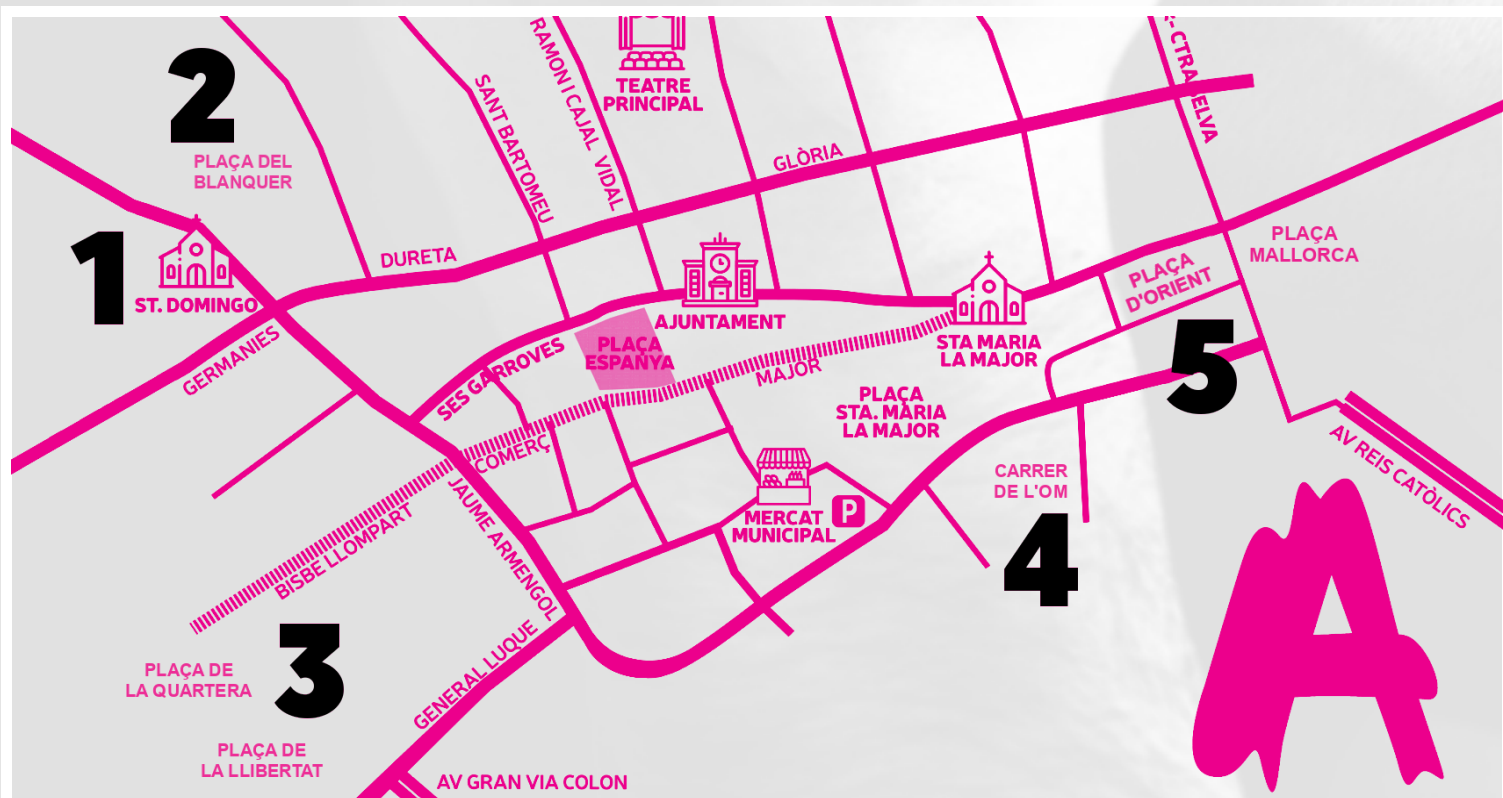 TEATRE
PRINCIPAL
RAMON I CAJAL VIDAL
SANT BARTOMEU
CTRA SELVA
2
PLAÇA DEL
BLANQUER
GLÒRIA
1
ST. DOMINGO
DURETA
PLAÇA
MALLORCA
PLAÇA
D'ORIENT
AJUNTAMENT
GERMANIES
SES GARROVES
PLAÇA
ESPANYA
MAJOR
STA MARIA
LA MAJOR
5
PLAÇA
STA. MARIA
LA MAJOR
COMERÇ
AV REIS CATÒLICS
CARRER
DE L'OM
4
JAUME ARMENGOL
BISBE LLOMPART
MERCAT
MUNICIPAL
P
3
PLAÇA DE
LA QUARTERA
GENERAL LUQUE
PLAÇA DE
LA LLIBERTAT
AV GRAN VIA COLON
A